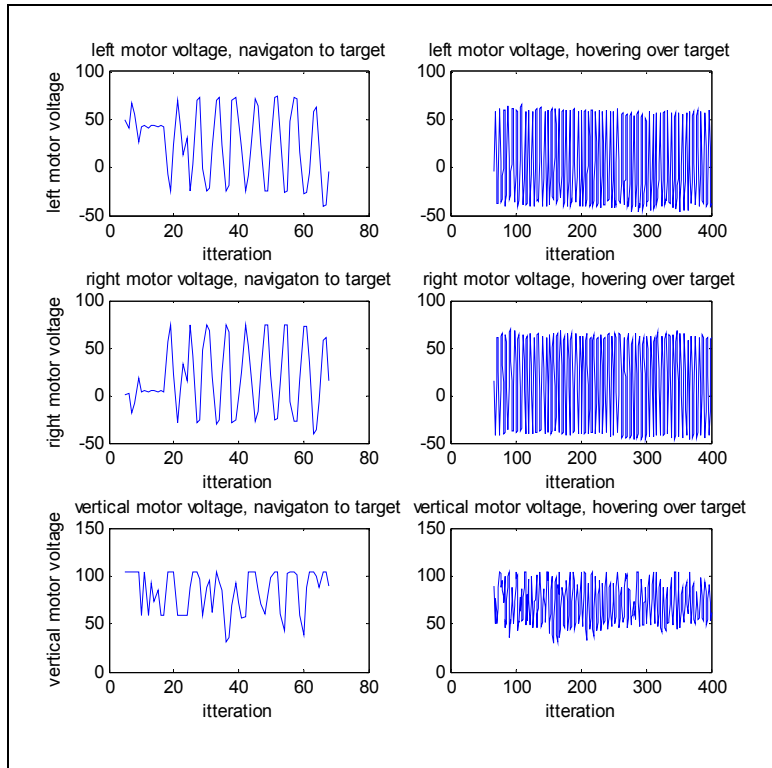 left motor voltage, navigaton to target
left motor voltage
100
50
0
-50
0 20 40 60 80
itteration
left motor voltage, hovering over target
100
50
0
-50
0 100 200 300 400
itteration
right motor voltage, navigaton to target
right motor voltage
100
50
0
-50
0 20 40 60 80
itteration
right motor voltage, hovering over target
100
50
0
-50
0 100 200 300 400
itteration
vertical motor voltage, navigaton to target
vertical motor voltage
150
100
50
0
0 20 40 60 80
itteration
vertical motor voltage, hovering over target
150
100
50
0
0 100 200 300 400
itteration